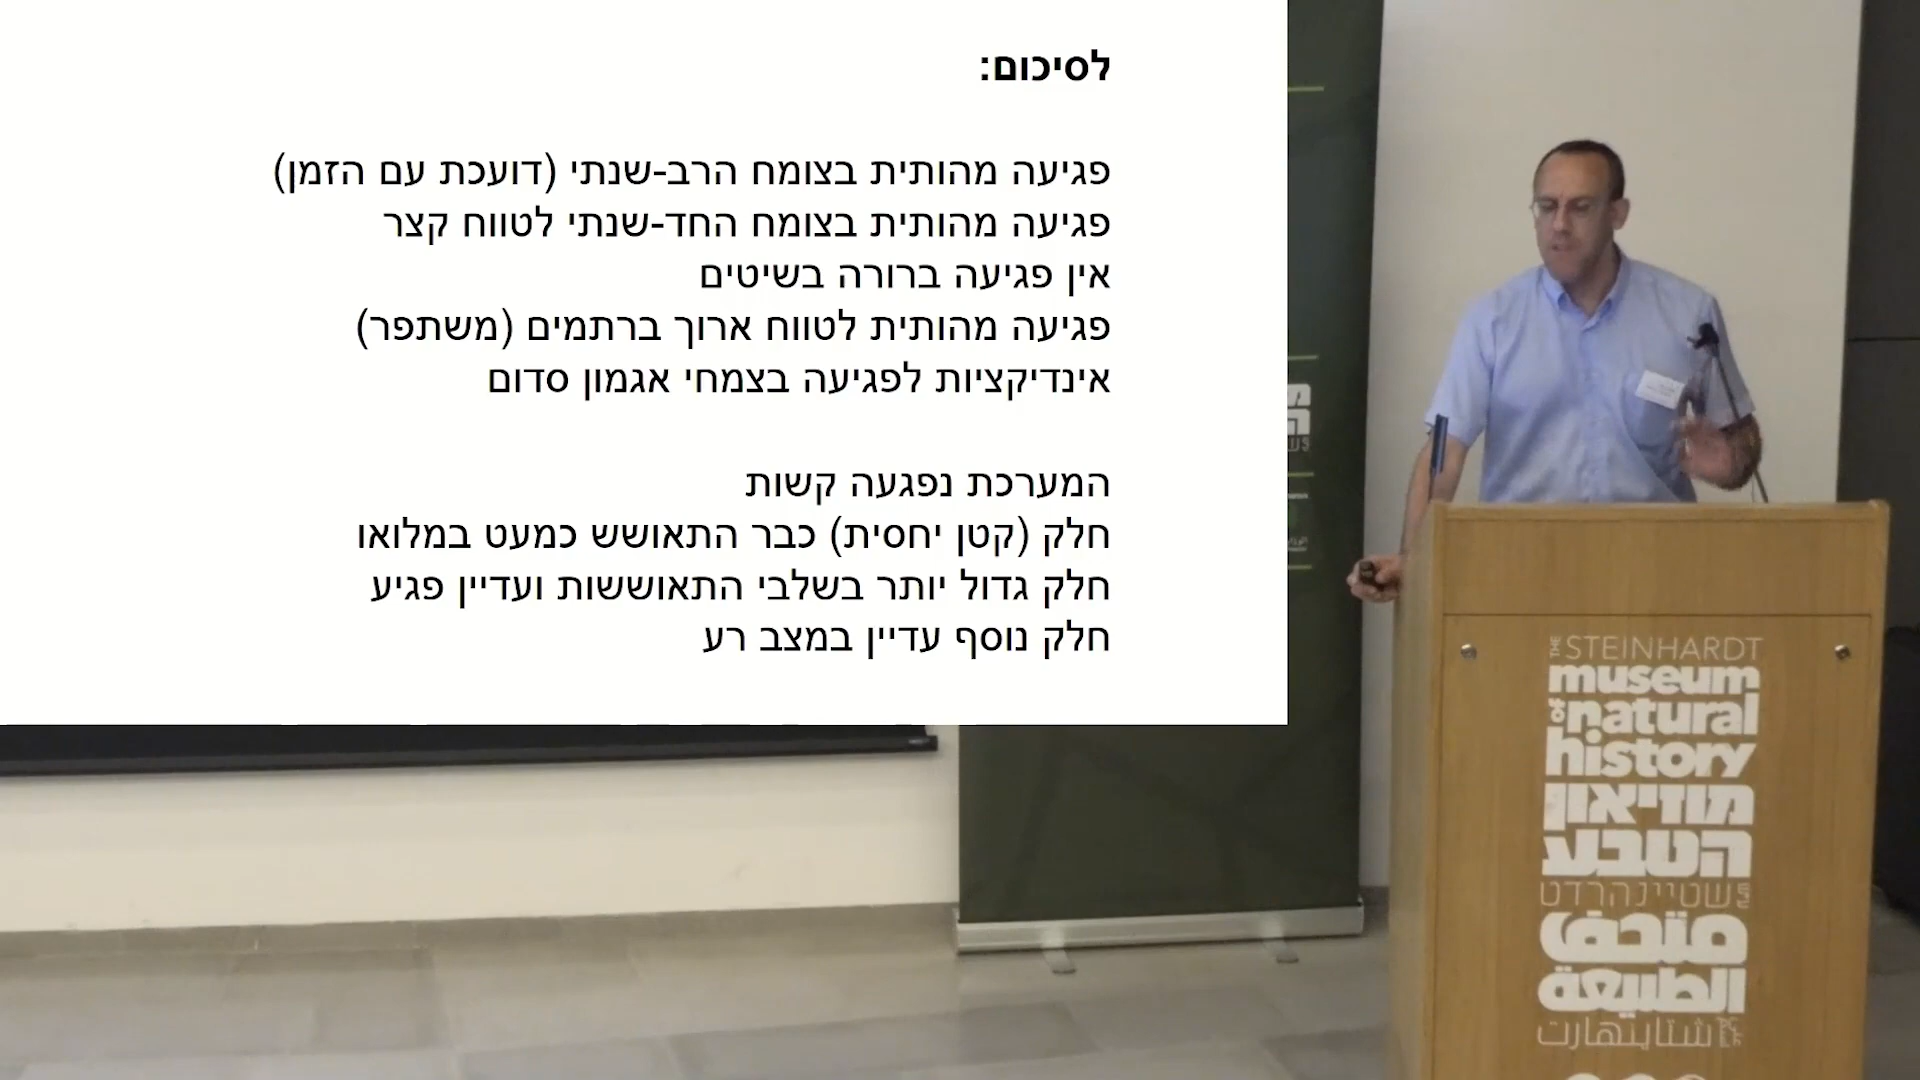 לסיכום:
פגיעה מהותית בצומח הרב-שנתי (דועכת עם הזמן)
פגיעה מהותית בצומח החד-שנתי לטווח קצר
אין פגיעה ברורה בשיטים
פגיעה מהותית לטווח ארוך ברתמים (משתפר)
אינדיקציות לפגיעה בצמחי אגמון סדום
המערכת נפגעה קשות
חלק (קטן יחסית) כבר התאושש כמעט במלואו
חלק גדול יותר בשלבי התאוששות ועדיין פגיע
חלק נוסף עדיין במצב רע
THE STEINHARDT
museum
of natural
history
מוזיאון
הטבע
ע״ש שטיינהרדט
متحف
الطبيعة
شتاينهارت